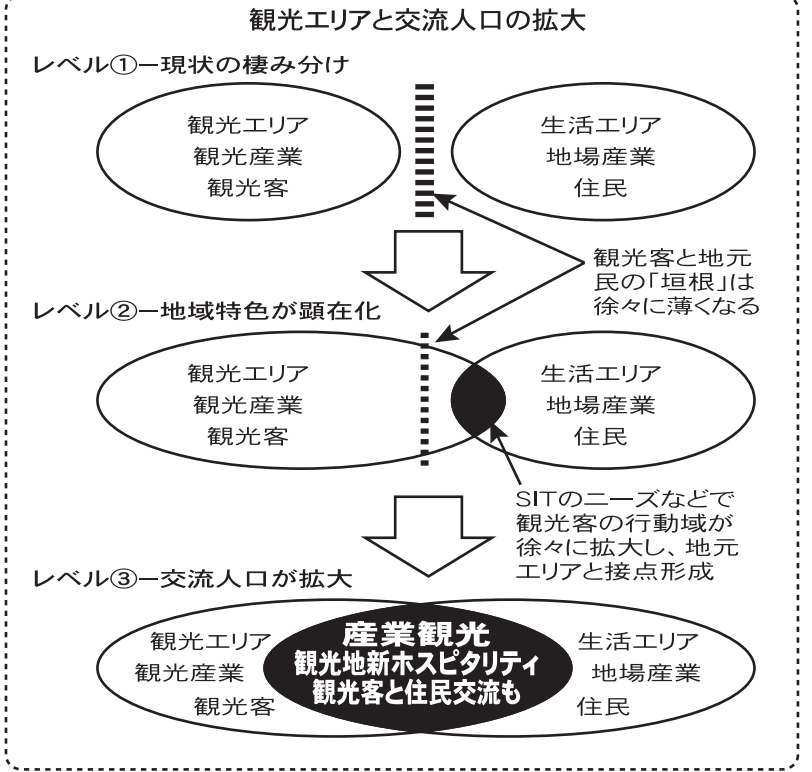 観光エリアと交流人口の拡大
レベル①－現状の棲み分け
観光エリア
観光産業
観光客
生活エリア
地場産業
住民
観光客と地元
民の「垣根」は
徐々に薄くなる
レベル②－地域特色が顕在化
観光エリア
観光産業
観光客
生活エリア
地場産業
住民
SITのニーズなどで
観光客の行動域が
徐々に拡大し、地元
エリアと接点形成
レベル③－交流人口が拡大
観光エリア
観光産業
観光客
産業観光
観光地新ホスピタリティ
観光客と住民交流も
生活エリア
地場産業
住民